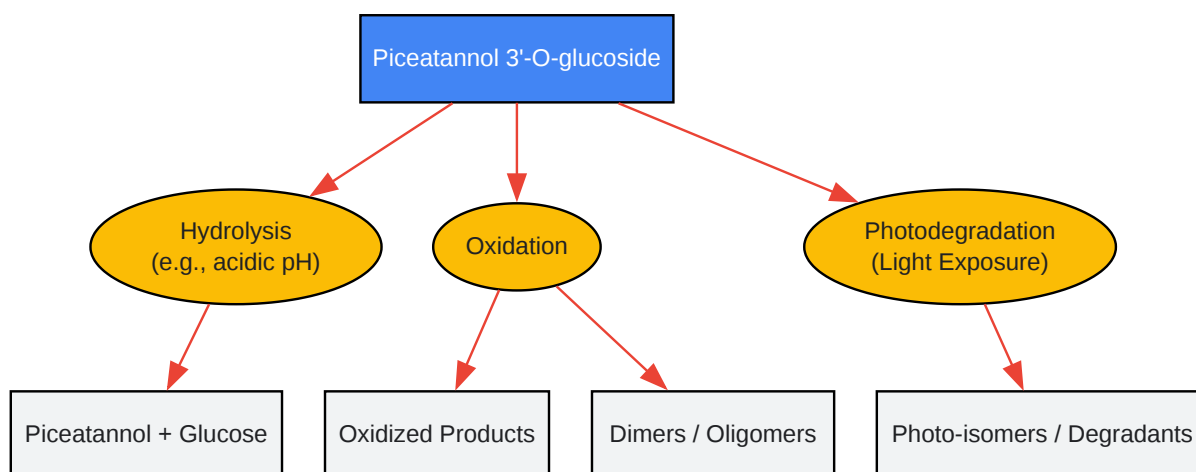 Piceatannol 3'-O-glucoside
Hydrolysis
(e.g., acidic pH)
Oxidation
Photodegradation
(Light Exposure)
Piceatannol + Glucose
Oxidized Products
Dimers / Oligomers
Photo-isomers / Degradants